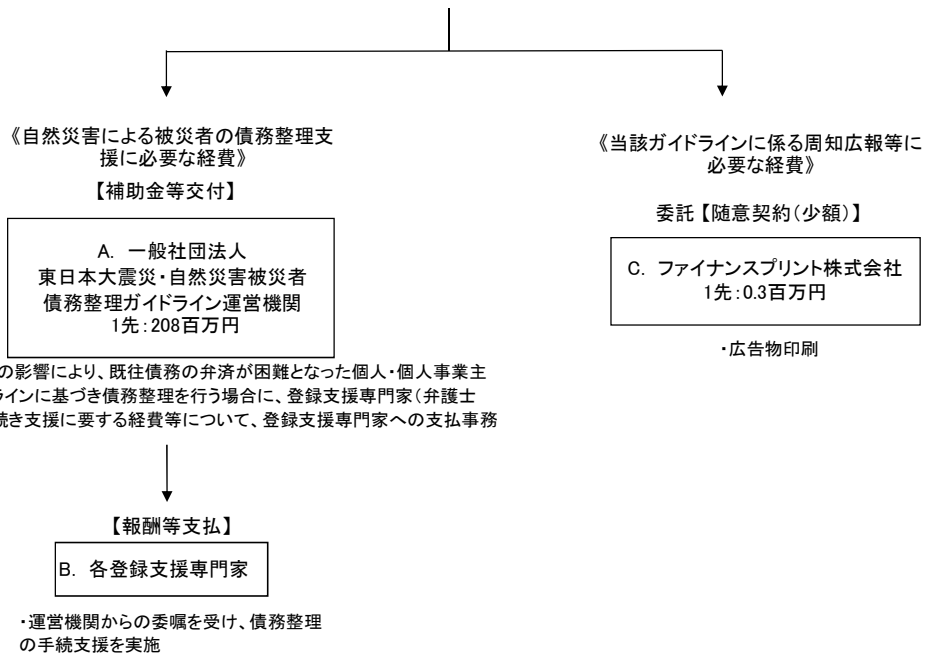 《自然災害による被災者の債務整理支
援に必要な経費》
【補助金等交付】
A. 一般社団法人
東日本大震災・自然災害被災者
債務整理ガイドライン運営機関
1先：208百万円
の影響により、既往債務の弁済が困難となった個人・個人事業主
ラインに基づき債務整理を行う場合に、登録支援専門家（弁護士
続き支援に要する経費等について、登録支援専門家への支払事務
【報酬等支払】
B. 各登録支援専門家
・運営機関からの委嘱を受け、債務整理
の手続支援を実施
《当該ガイドラインに係る周知広報等に
必要な経費》
委託【随意契約（少額）】
C. ファイナンスプリント株式会社
1先：0.3百万円
・広告物印刷